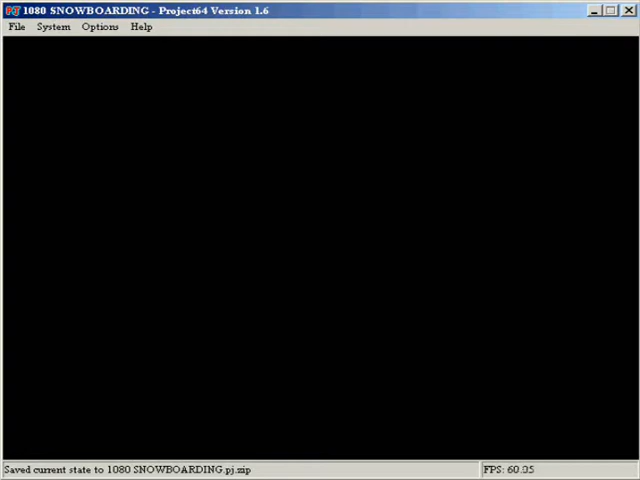 1080 SNOWBOARDING - Project64 Version 1.6
File System Options Help
Saved current state to 1080 SNOWBOARDING.pj.zip
FPS: 60.05